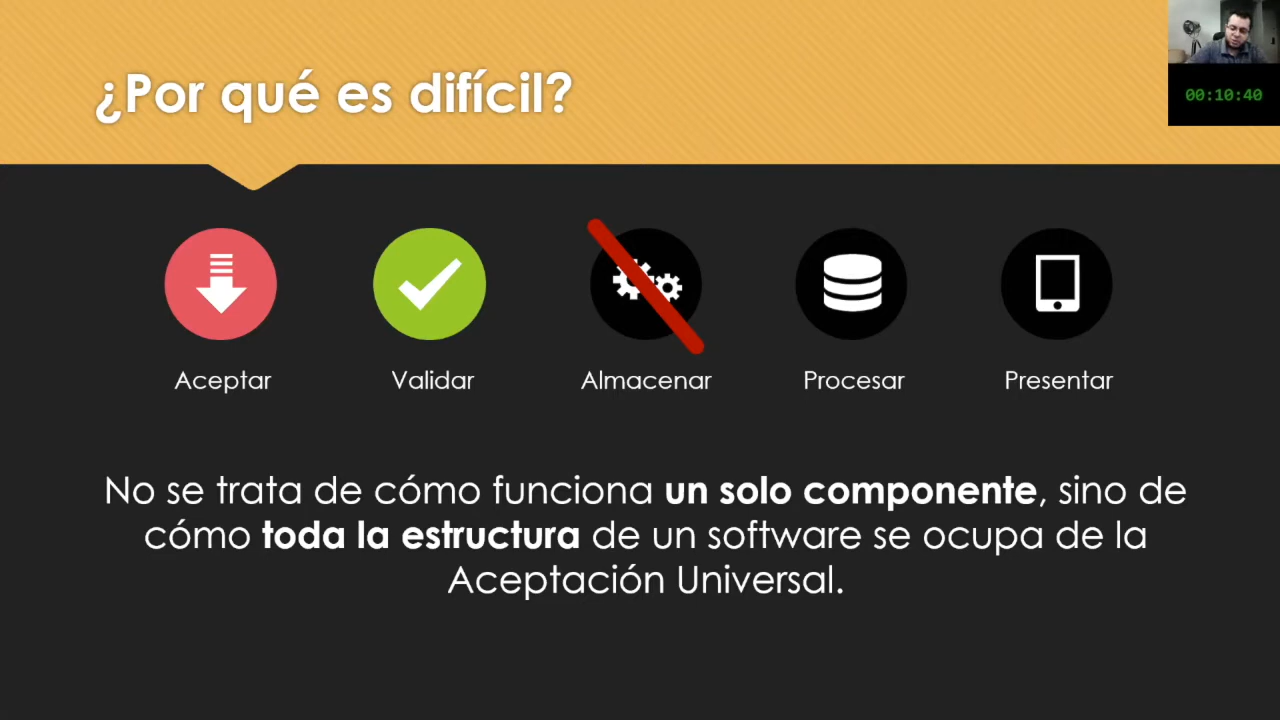 ¿Por qué es difícil?
00:10:40
Aceptar
Validar
Almacenar
Procesar
Presentar
No se trata de cómo funciona un solo componente, sino de
cómo toda la estructura de un software se ocupa de la
Aceptación Universal.